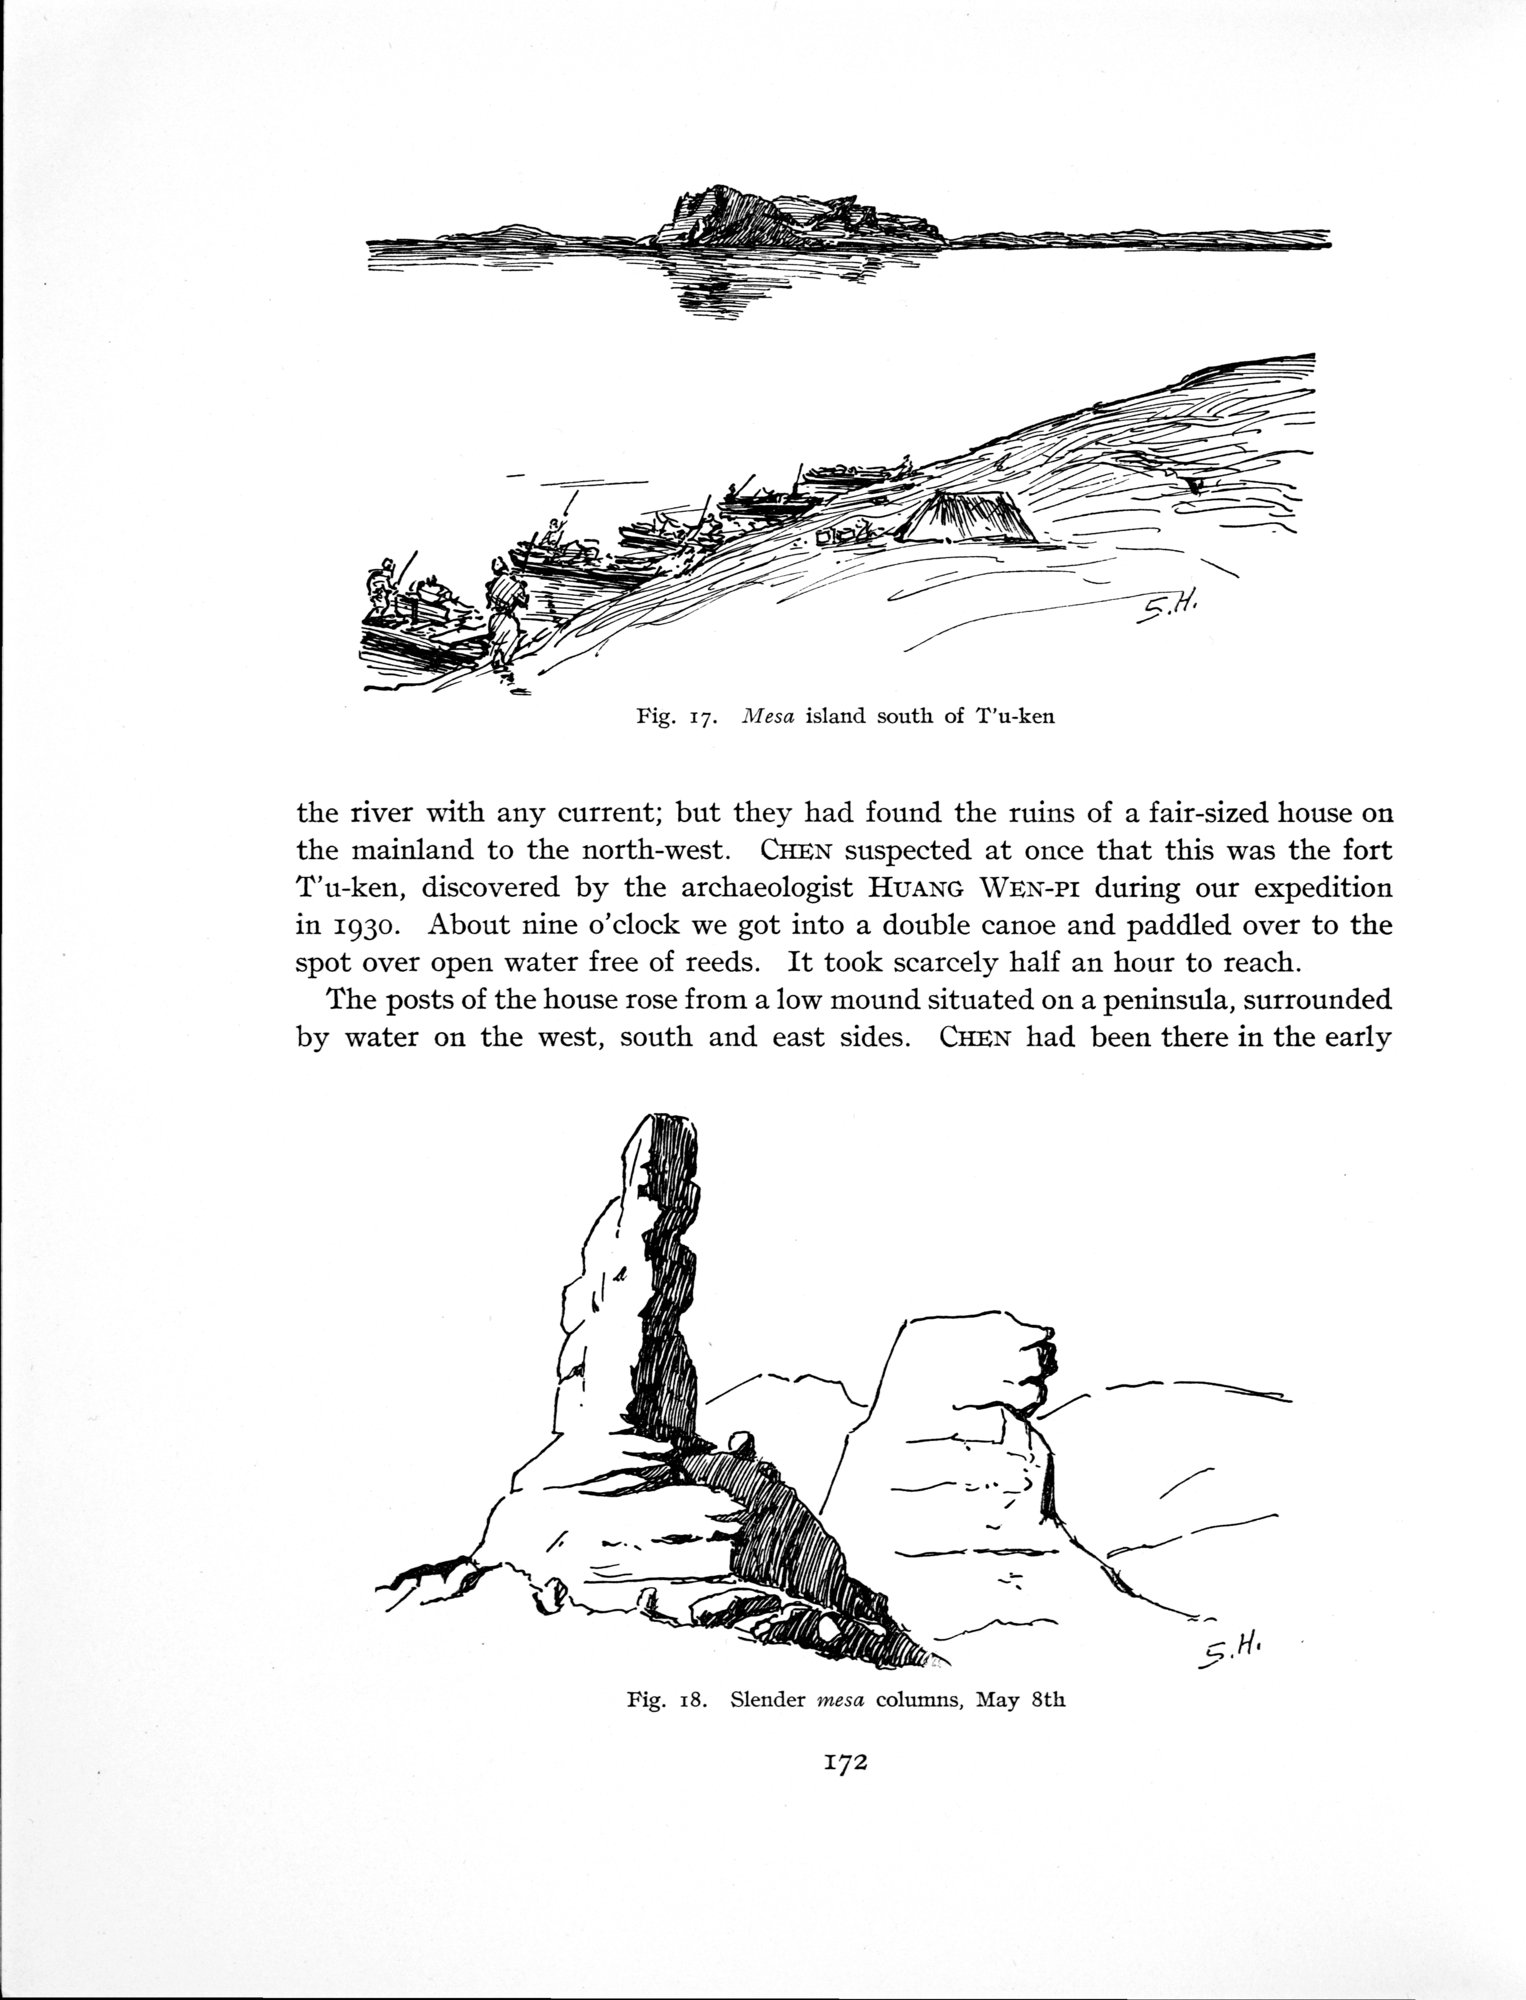 S.H.
Fig. 17. Mesa island south of T'u-ken
the river with any current; but they had found the ruins of a fair-sized house on
the mainland to the north-west. CHEN suspected at once that this was the fort
T'u-ken, discovered by the archaeologist HUANG WEN-PI during our expedition
in 1930. About nine o'clock we got into a double canoe and paddled over to the
spot over open water free of reeds. It took scarcely half an hour to reach.
The posts of the house rose from a low mound situated on a peninsula, surrounded
by water on the west, south and east sides. CHEN had been there in the early
S.H.
Fig. 18. Slender mesa columns, May 8th
172